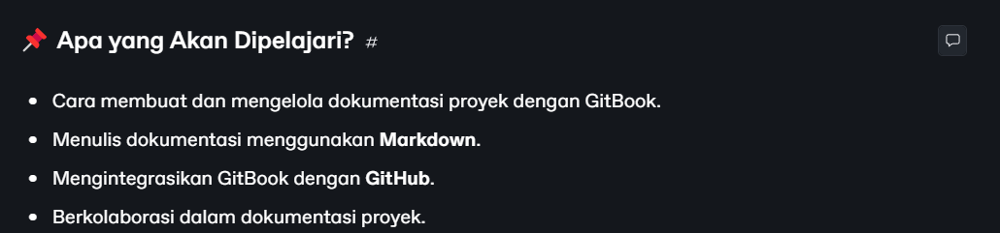 📌 Apa yang Akan Dipelajari? #
• Cara membuat dan mengelola dokumentasi proyek dengan GitBook.
• Menulis dokumentasi menggunakan Markdown.
• Mengintegrasikan GitBook dengan GitHub.
• Berkolaborasi dalam dokumentasi proyek.